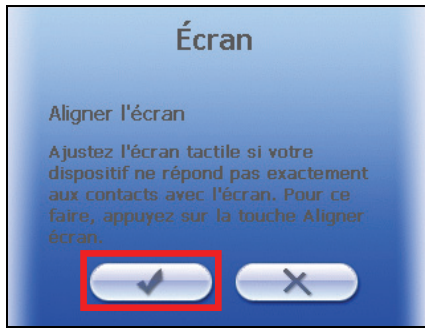 Écran
Aligner l'écran
Ajustez l'écran tactile si votre
dispositif ne répond pas exactement
aux contacts avec l'écran. Pour ce
faire, appuyez sur la touche Aligner
écran.